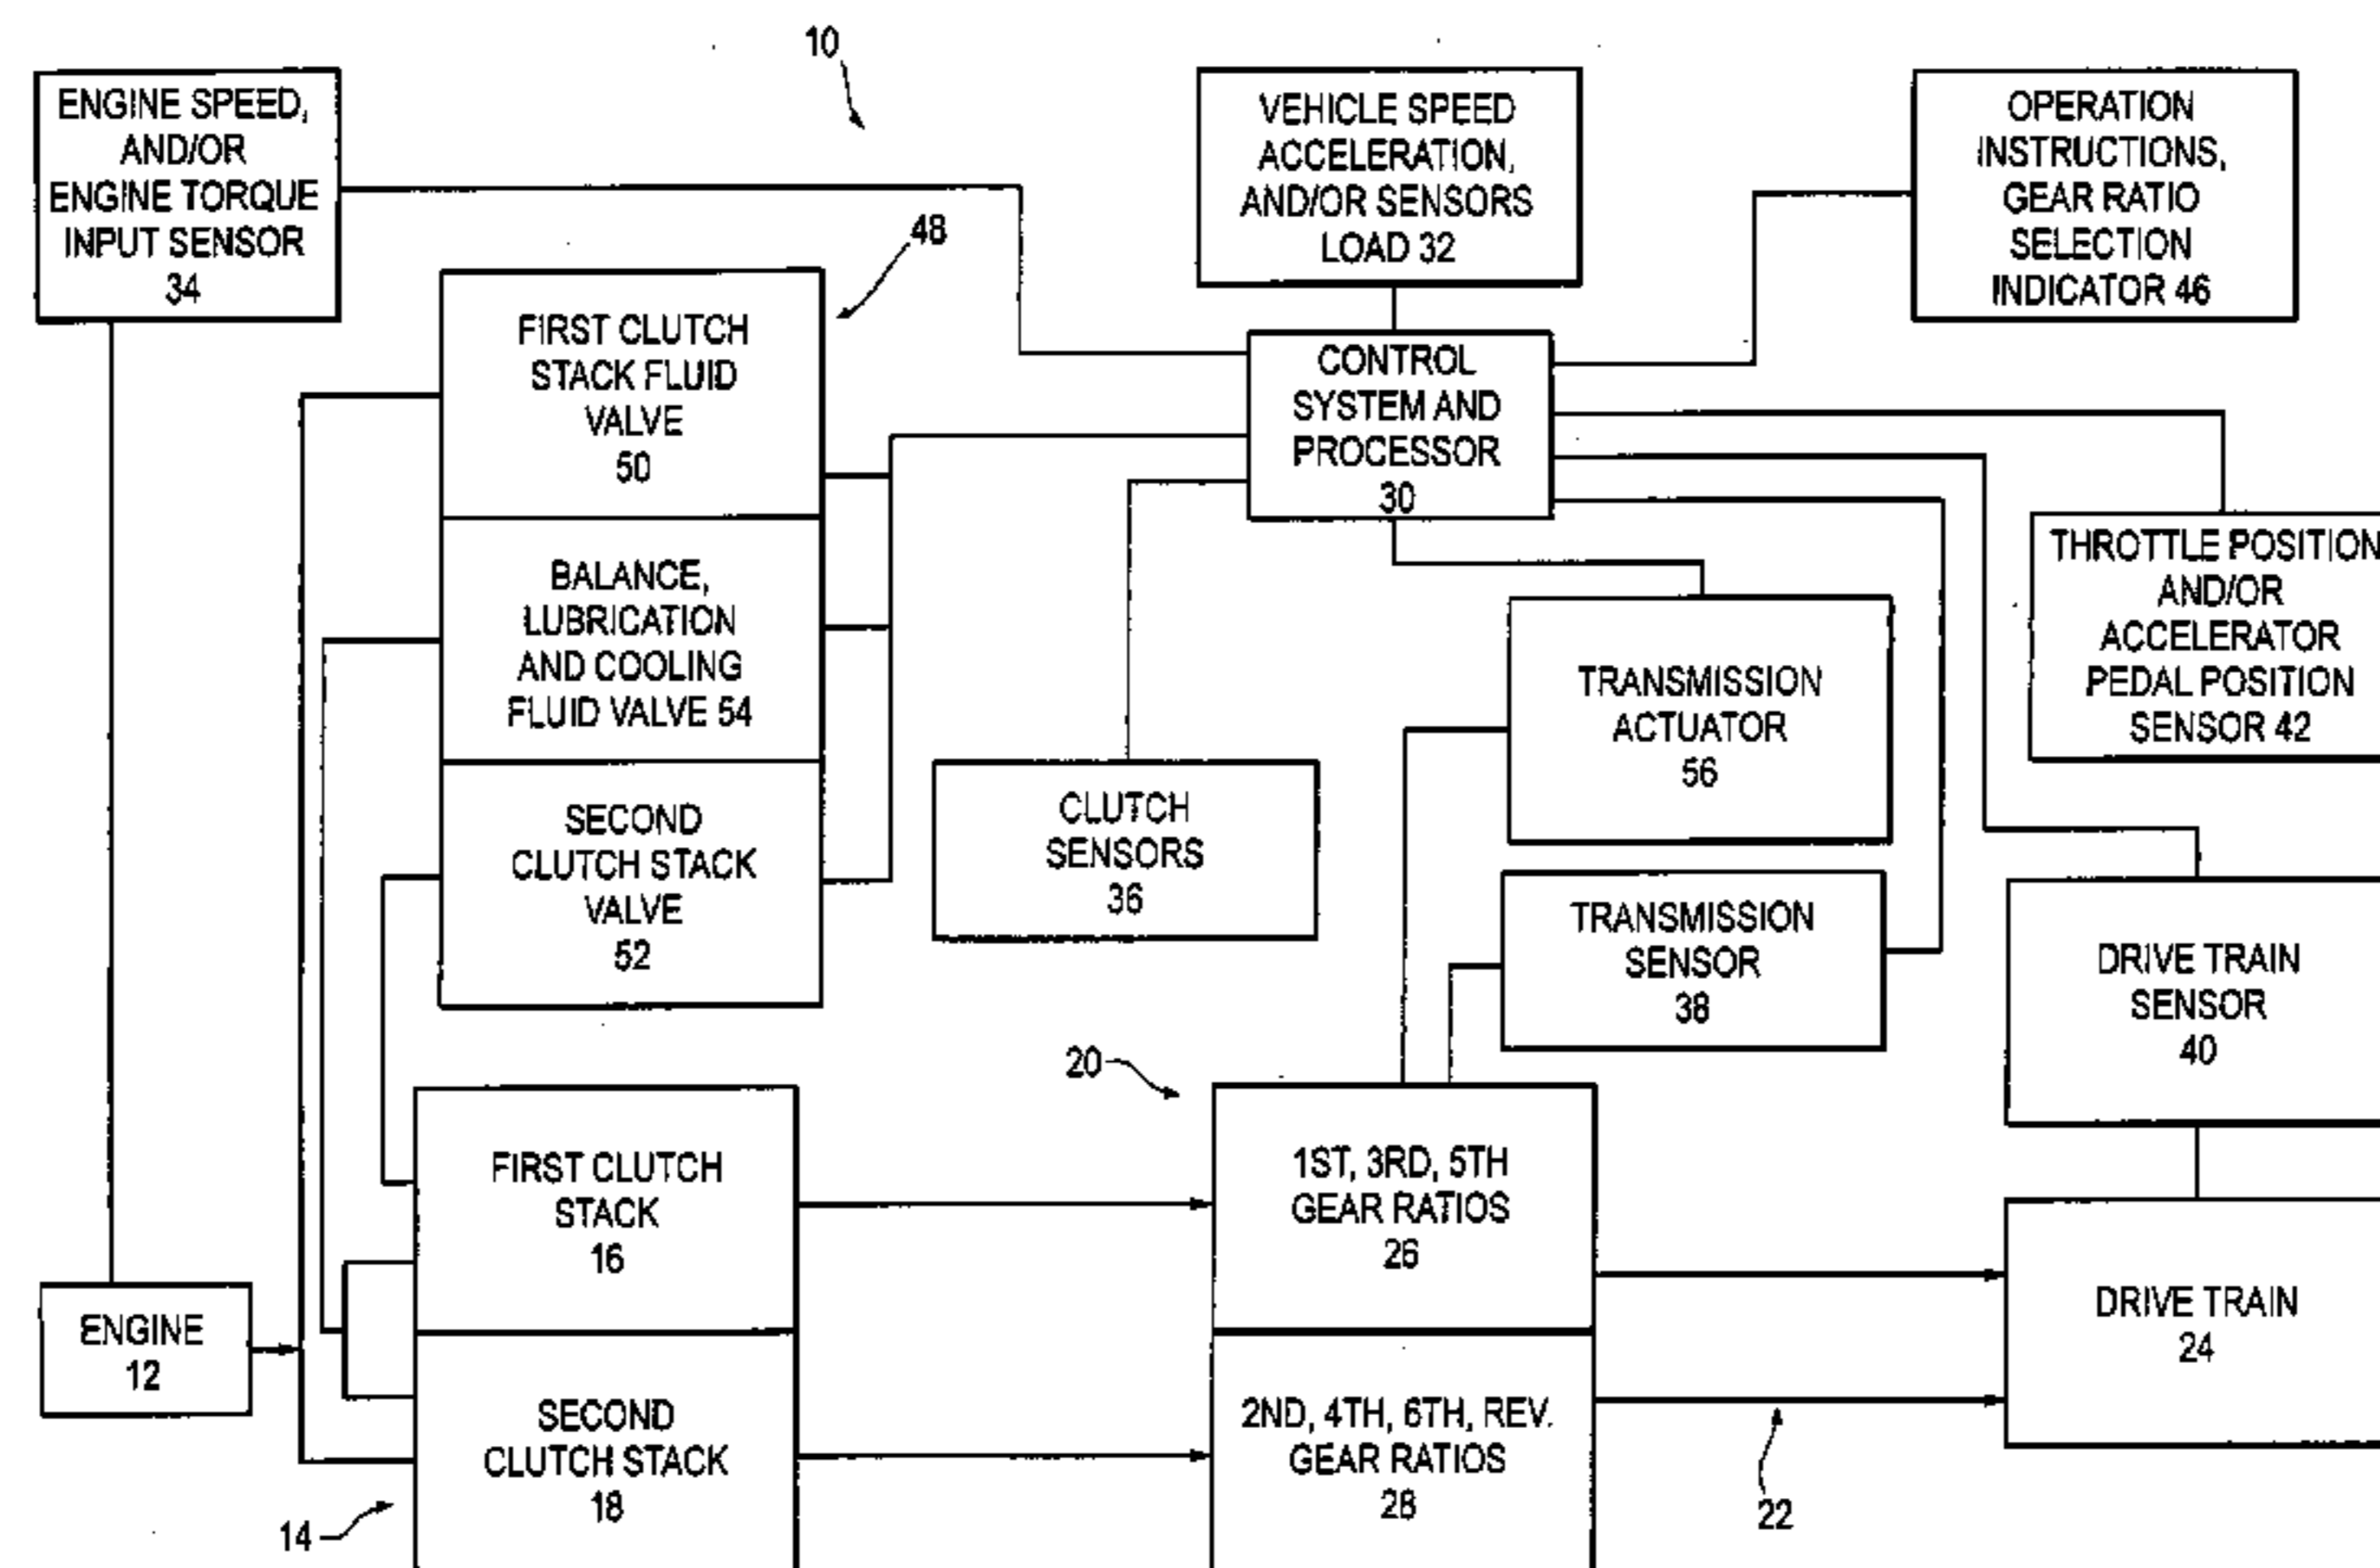 10
ENGINE SPEED,
AND/OR
ENGINE TORQUE
INPUT SENSOR
34
VEHICLE SPEED
ACCELERATION,
AND/OR SENSORS
LOAD 32
OPERATION
INSTRUCTIONS,
GEAR RATIO
SELECTION
INDICATOR 46
48
FIRST CLUTCH
STACK FLUID
VALVE
50
CONTROL
SYSTEM AND
PROCESSOR
30
BALANCE,
LUBRICATION
AND COOLING
FLUID VALVE 54
THROTTLE POSITION
AND/OR
ACCELERATOR
PEDAL POSITION
SENSOR 42
TRANSMISSION
ACTUATOR
56
SECOND
CLUTCH STACK
VALVE
52
CLUTCH
SENSORS
36
TRANSMISSION
SENSOR
38
DRIVE TRAIN
SENSOR
40
20
FIRST CLUTCH
STACK
16
1ST, 3RD, 5TH
GEAR RATIOS
26
ENGINE
12
DRIVE TRAIN
24
SECOND
CLUTCH STACK
18
2ND, 4TH, 6TH, REV.
GEAR RATIOS
28
14
22